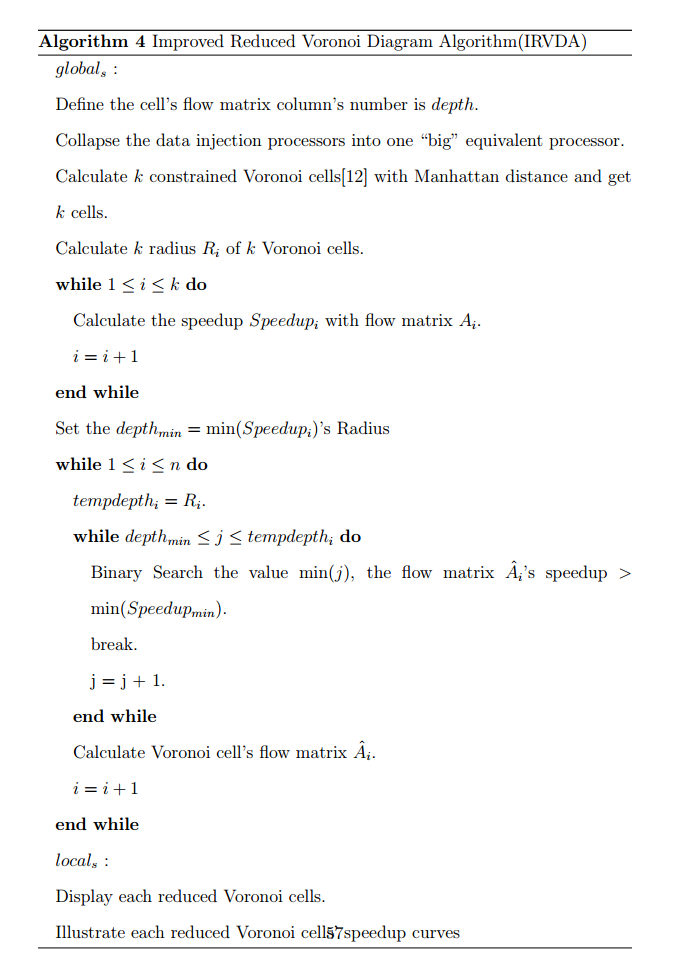 Algorithm 4 Improved Reduced Voronoi Diagram Algorithm(IRVDA)
globalₛ :
Define the cell's flow matrix column's number is depth.
Collapse the data injection processors into one “big” equivalent processor.
Calculate k constrained Voronoi cells[12] with Manhattan distance and get
k cells.
Calculate k radius Rᵢ of k Voronoi cells.
while 1 ≤ i ≤ k do
Calculate the speedup Speedupᵢ with flow matrix Aᵢ.
i = i + 1
end while
Set the depthₘᵢₙ = min(Speedupᵢ)'s Radius
while 1 ≤ i ≤ n do
tempdepthᵢ = Rᵢ.
while depthₘᵢₙ ≤ j ≤ tempdepthᵢ do
Binary Search the value min(j), the flow matrix Âᵢ's speedup >
min(Speedupₘᵢₙ).
break.
j = j + 1.
end while
Calculate Voronoi cell's flow matrix Âᵢ.
i = i + 1
end while
localₛ :
Display each reduced Voronoi cells.
Illustrate each reduced Voronoi cells57speedup curves